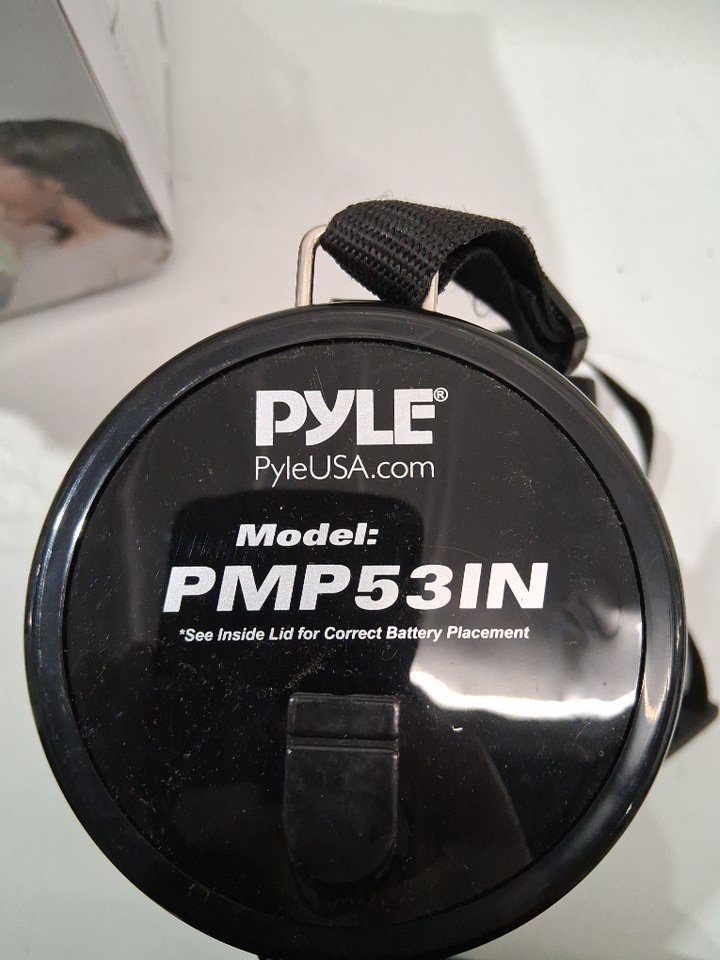 PYLE®
PyleUSA.com
Model:
PMP53IN
*See Inside Lid for Correct Battery Placement